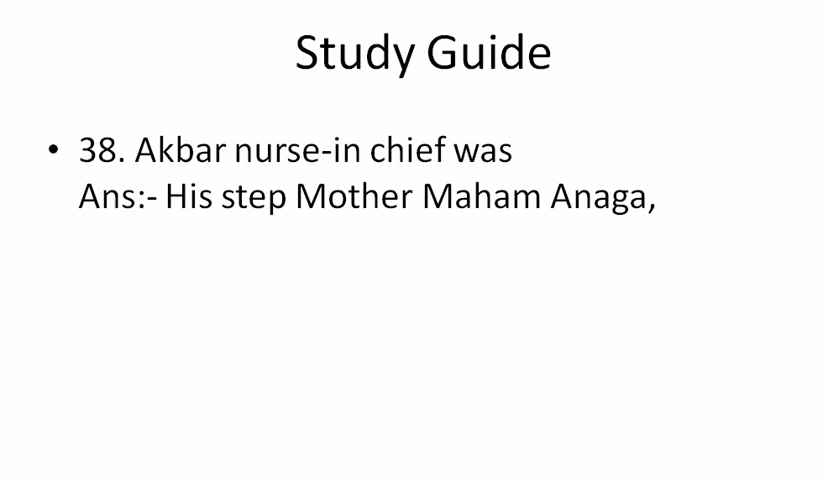 Study Guide
• 38. Akbar nurse-in chief was
Ans:- His step Mother Maham Anaga,